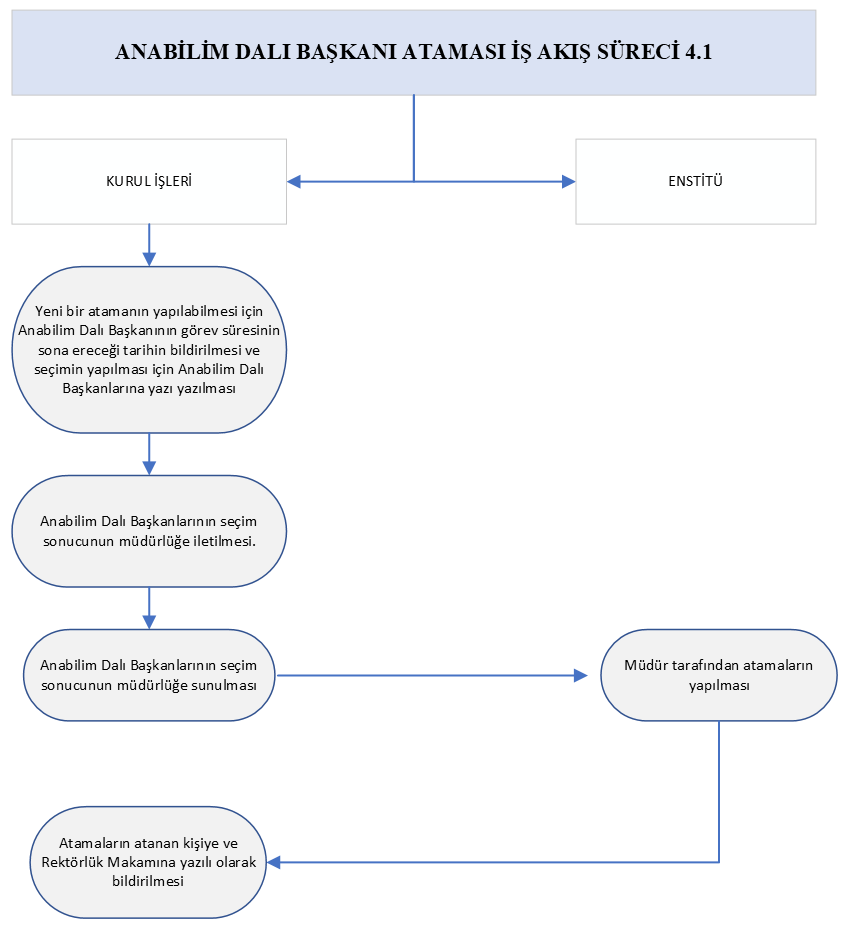 ANABİLİM DALI BAŞKANI ATAMASI İŞ AKIŞ SÜRECİ 4.1
KURUL İŞLERİ
ENSTİTÜ
Yeni bir atamanın yapılabilmesi için
Anabilim Dalı Başkanının görev süresinin
sona ereceği tarihin bildirilmesi ve
seçimin yapılması için Anabilim Dalı
Başkanlarına yazı yazılması
Anabilim Dalı Başkanlarının seçim
sonucunun müdürlüğe iletilmesi.
Anabilim Dalı Başkanlarının seçim
sonucunun müdürlüğe sunulması
Müdür tarafından atamaların
yapılması
Atamaların atanan kişiye ve
Rektörlük Makamına yazılı olarak
bildirilmesi